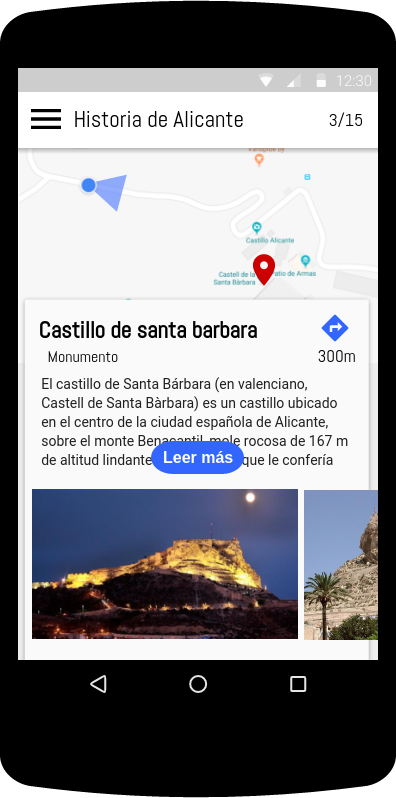 12:30
Historia de Alicante 3/15
Castillo Alicante
Castell de la
Santa Bàrbara
Patio de Armas
Castillo de santa barbara
Monumento 300m
El castillo de Santa Bárbara (en valenciano,
Castell de Santa Bàrbara) es un castillo ubicado
en el centro de la ciudad española de Alicante,
sobre el monte Benacantil, mole rocosa de 167 m
de altitud lindante que le confería
Leer más